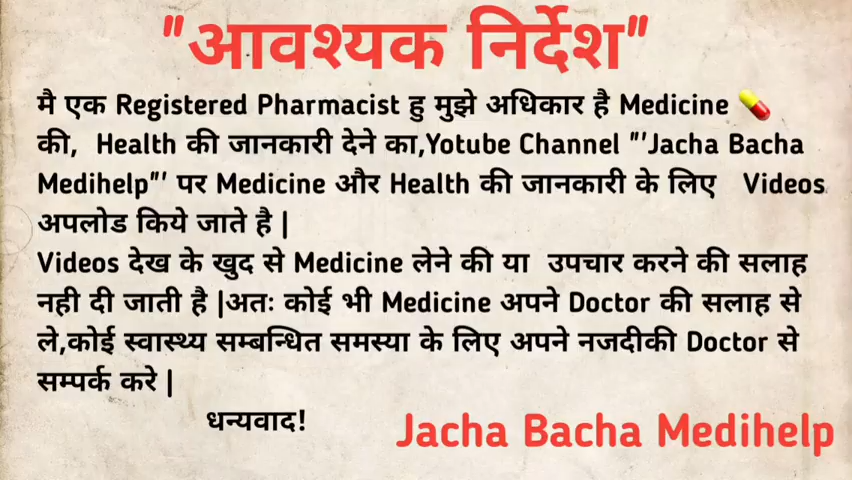 "आवश्यक निर्देश"
मै एक Registered Pharmacist हु मुझे अधिकार है Medicine 💊
की, Health की जानकारी देने का,Yotube Channel "'Jacha Bacha
Medihelp"' पर Medicine और Health की जानकारी के लिए Videos
अपलोड किये जाते है |
Videos देख के खुद से Medicine लेने की या उपचार करने की सलाह
नही दी जाती है |अतः कोई भी Medicine अपने Doctor की सलाह से
ले,कोई स्वास्थ्य सम्बन्धित समस्या के लिए अपने नजदीकी Doctor से
सम्पर्क करे |
धन्यवाद!
Jacha Bacha Medihelp